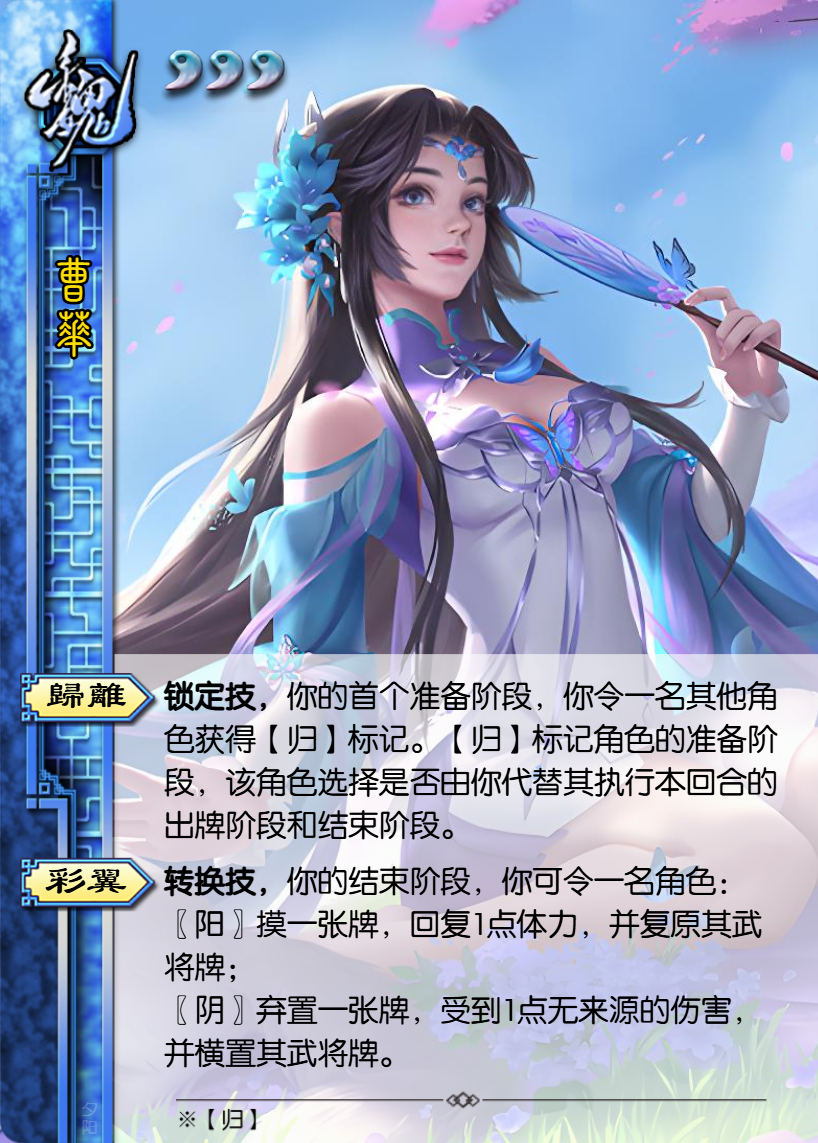 魏
曹華
歸離
锁定技，你的首个准备阶段，你令一名其他角
色获得【归】标记。【归】标记角色的准备阶
段，该角色选择是否由你代替其执行本回合的
出牌阶段和结束阶段。
彩翼
转换技，你的结束阶段，你可令一名角色：
〖阳〗摸一张牌，回复1点体力，并复原其武
将牌；
〖阴〗弃置一张牌，受到1点无来源的伤害，
并横置其武将牌。
※【归】
夕阳